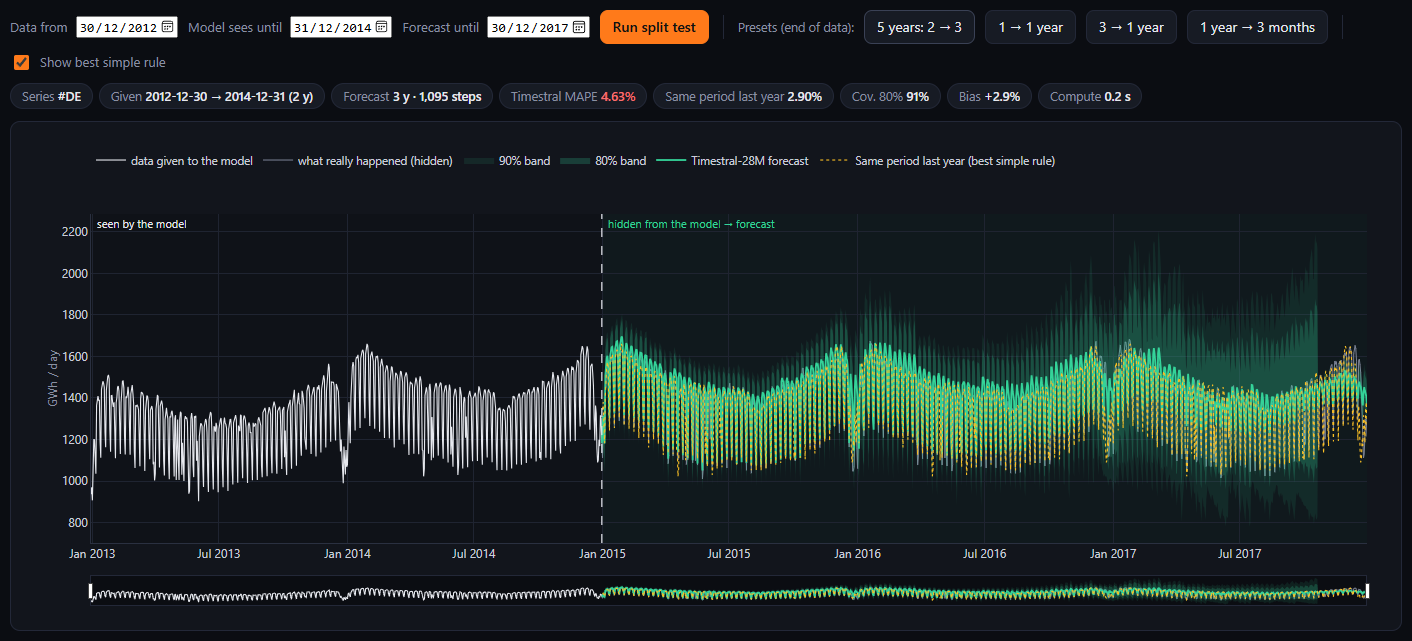 Data from 30/12/2012 Model sees until 31/12/2014 Forecast until 30/12/2017 Run split test Presets (end of data): 5 years: 2 → 3 1 → 1 year 3 → 1 year 1 year → 3 months
Show best simple rule
Series #DE Given 2012-12-30 → 2014-12-31 (2 y) Forecast 3 y · 1,095 steps Timestral MAPE 4.63% Same period last year 2.90% Cov. 80% 91% Bias +2.9% Compute 0.2 s
data given to the model what really happened (hidden) 90% band 80% band Timestral-28M forecast Same period last year (best simple rule)
seen by the model hidden from the model → forecast
GWh / day
2200
2000
1800
1600
1400
1200
1000
800
Jan 2013 Jul 2013 Jan 2014 Jul 2014 Jan 2015 Jul 2015 Jan 2016 Jul 2016 Jan 2017 Jul 2017